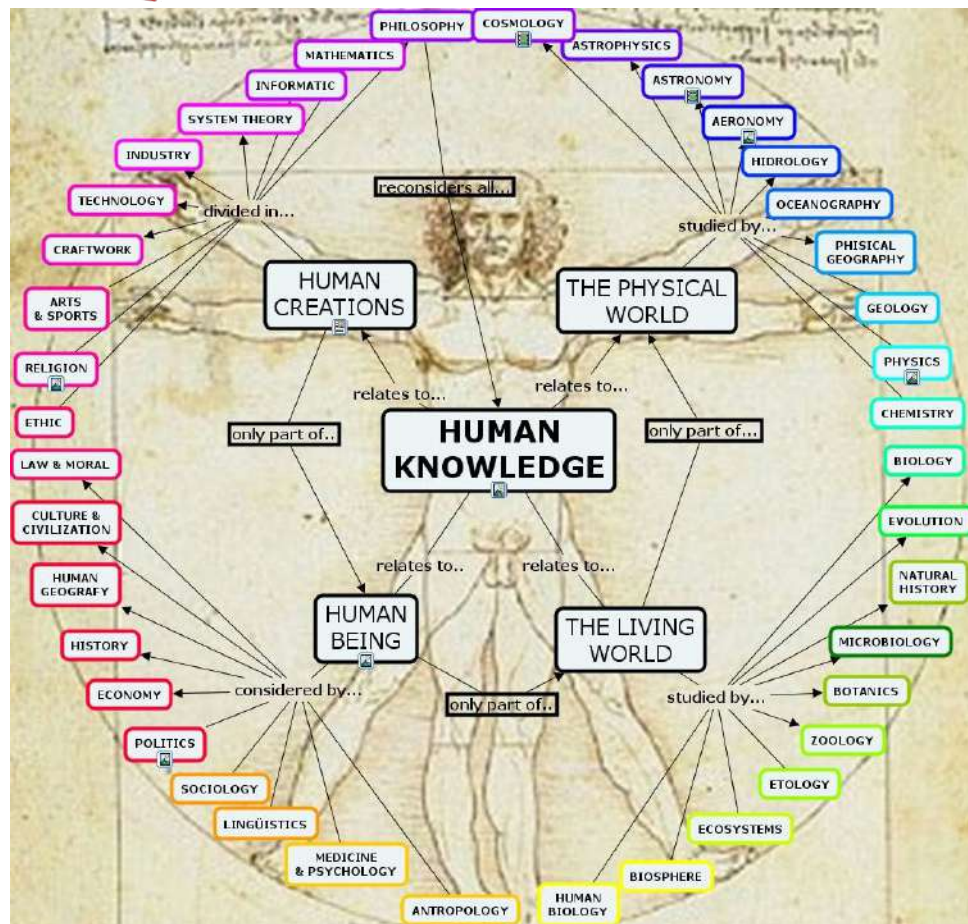 PHILOSOPHY
COSMOLOGY
MATHEMATICS
ASTROPHYSICS
INFORMATIC
ASTRONOMY
SYSTEM THEORY
AERONOMY
INDUSTRY
HIDROLOGY
TECHNOLOGY
reconsiders all...
OCEANOGRAPHY
divided in...
studied by...
CRAFTWORK
PHISICAL
GEOGRAPHY
HUMAN
CREATIONS
THE PHYSICAL
WORLD
ARTS
& SPORTS
GEOLOGY
RELIGION
PHYSICS
relates to...
relates to...
ETHIC
CHEMISTRY
only part of..
only part of...
HUMAN
KNOWLEDGE
LAW & MORAL
BIOLOGY
CULTURE &
CIVILIZATION
EVOLUTION
relates to..
relates to...
HUMAN
GEOGRAFY
NATURAL
HISTORY
HUMAN
BEING
THE LIVING
WORLD
HISTORY
MICROBIOLOGY
ECONOMY
considered by...
only part of..
studied by...
BOTANICS
POLITICS
ZOOLOGY
SOCIOLOGY
ETOLOGY
LINGÜISTICS
ECOSYSTEMS
MEDICINE
& PSYCHOLOGY
BIOSPHERE
ANTROPOLOGY
HUMAN
BIOLOGY